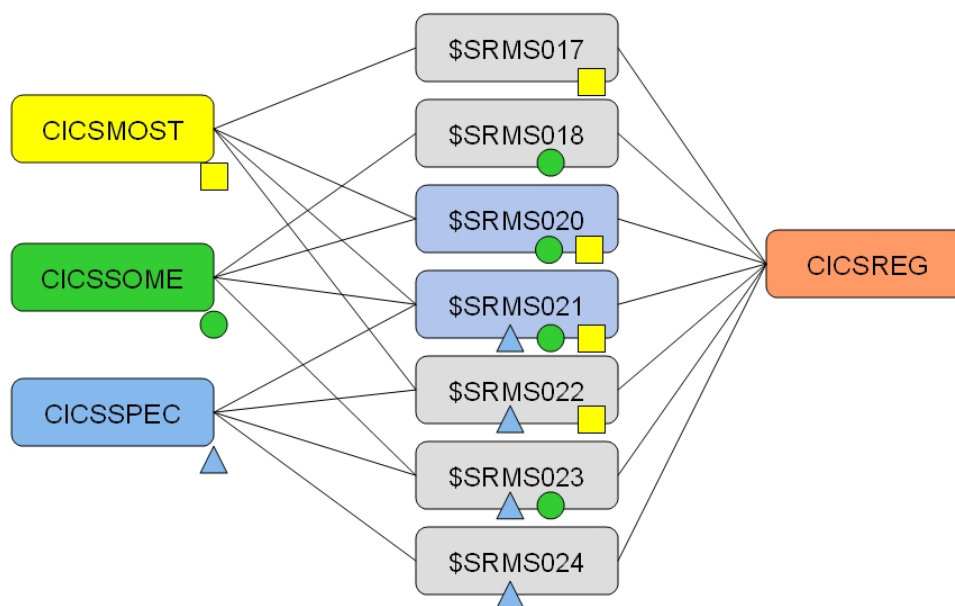 CICSMOST
CICSSOME
CICSSPEC
$SRMS017
$SRMS018
$SRMS020
$SRMS021
$SRMS022
$SRMS023
$SRMS024
CICSREG